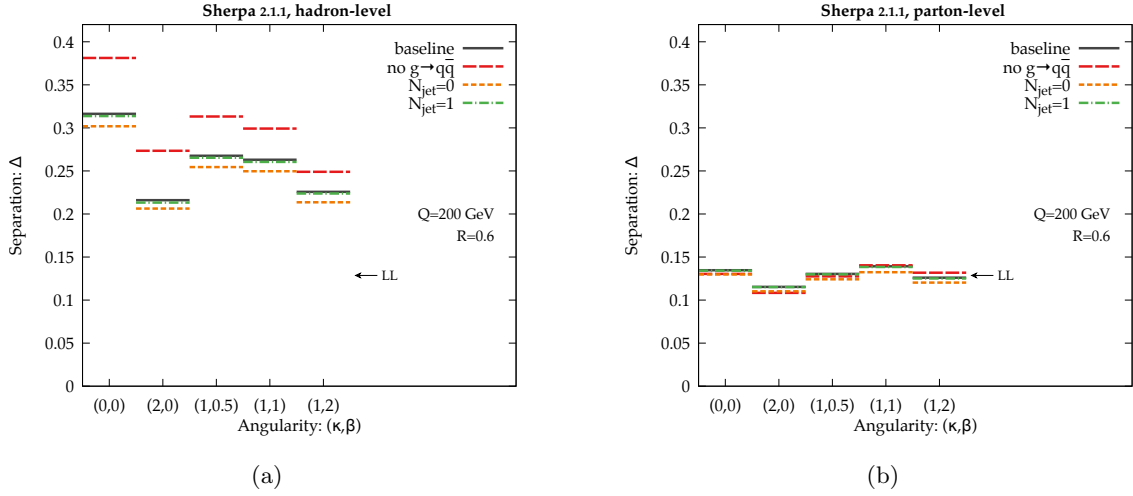 Sherpa 2.1.1, hadron-level
Separation: Δ
0.4
0.35
0.3
0.25
0.2
0.15
0.1
0.05
0
baseline
no g→qq̅
N_jet=0
N_jet=1
Q=200 GeV
R=0.6
← LL
(0,0) (2,0) (1,0.5) (1,1) (1,2)
Angularity: (κ,β)
(a)
Sherpa 2.1.1, parton-level
Separation: Δ
0.4
0.35
0.3
0.25
0.2
0.15
0.1
0.05
0
baseline
no g→qq̅
N_jet=0
N_jet=1
Q=200 GeV
R=0.6
← LL
(0,0) (2,0) (1,0.5) (1,1) (1,2)
Angularity: (κ,β)
(b)